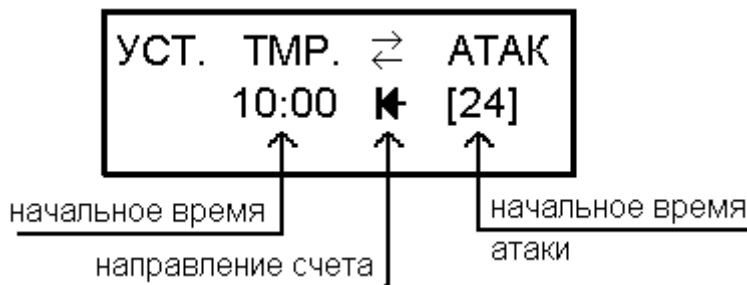 УСТ. ТМР. ⇄ АТАК
10:00 [24]
начальное время
начальное время
атаки
направление счета